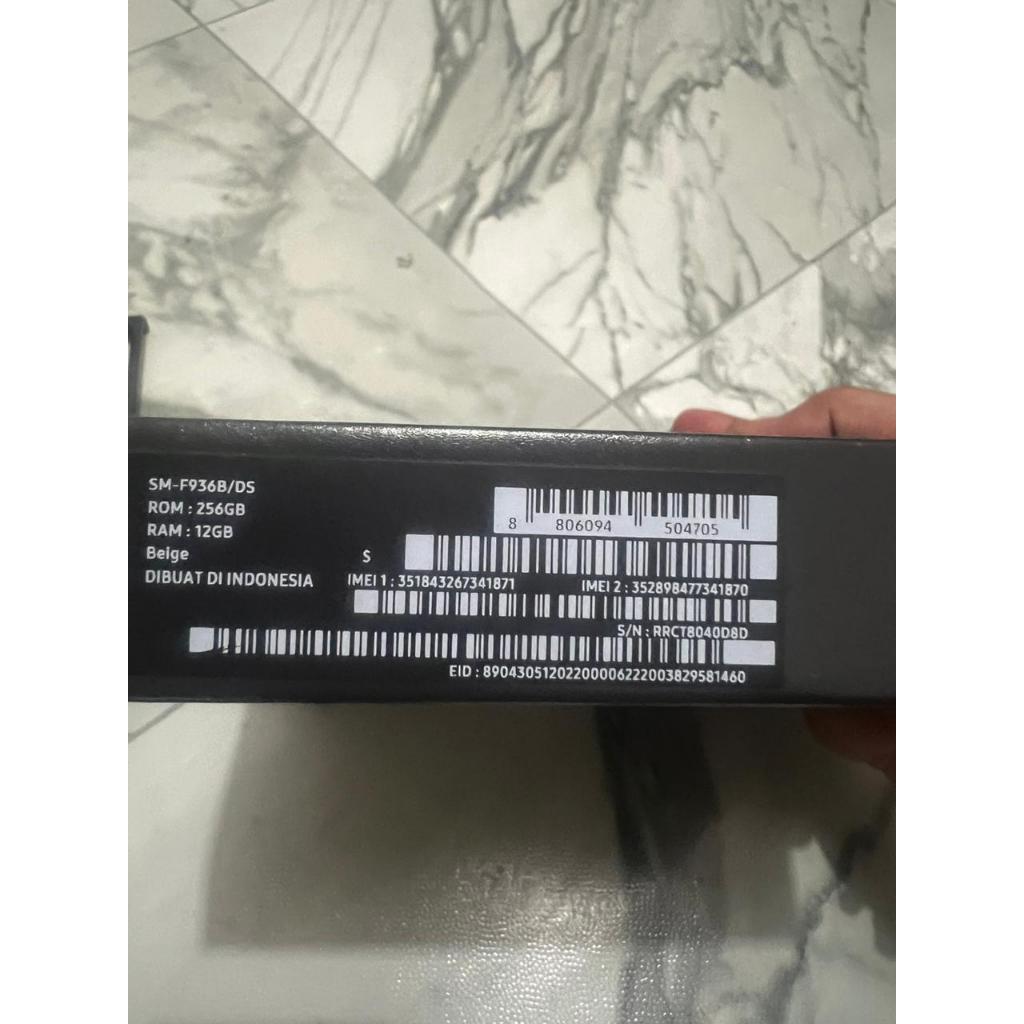 SM-F936B/DS
ROM : 256GB
RAM : 12GB
Beige
DIBUAT DI INDONESIA
S
8 806094 504705
IMEI 1 : 351843267341871
IMEI 2 : 352898477341870
S/N : RRCT8040D8D
EID : 89043051202200006222003829581460